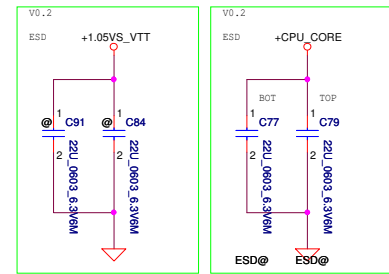 V0.2
ESD
+1.05VS_VTT
@
1
C91
2
22U_0603_6.3V6M
@
1
C84
2
22U_0603_6.3V6M
V0.2
ESD
+CPU_CORE
BOT
TOP
1
C77
2
22U_0603_6.3V6M
1
C79
2
22U_0603_6.3V6M
ESD@
ESD@